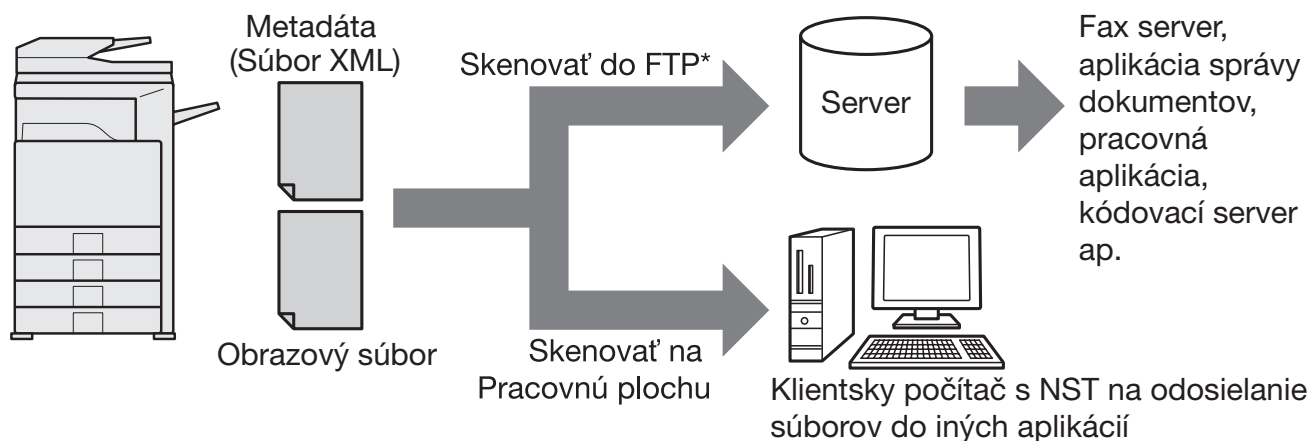 Metadáta
(Súbor XML)
Skenovať do FTP*
Server
Fax server,
aplikácia správy
dokumentov,
pracovná
aplikácia,
kódovací server
ap.
Obrazový súbor
Skenovať na
Pracovnú plochu
Klientsky počítač s NST na odosielanie
súborov do iných aplikácií